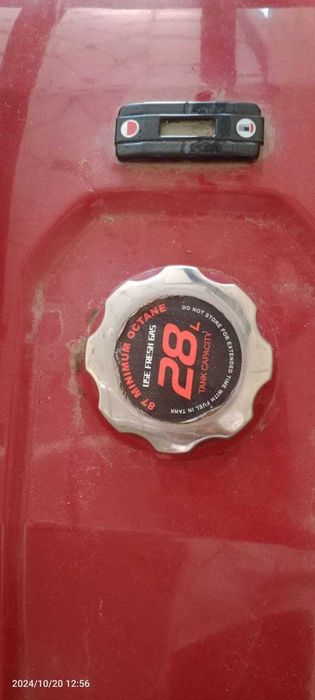 87 MINIMUM OCTANE
USE FRESH GAS
28 L
TANK CAPACITY
DO NOT STORE FOR EXTENDED TIME WITH FUEL IN TANK
2024/10/20 12:56